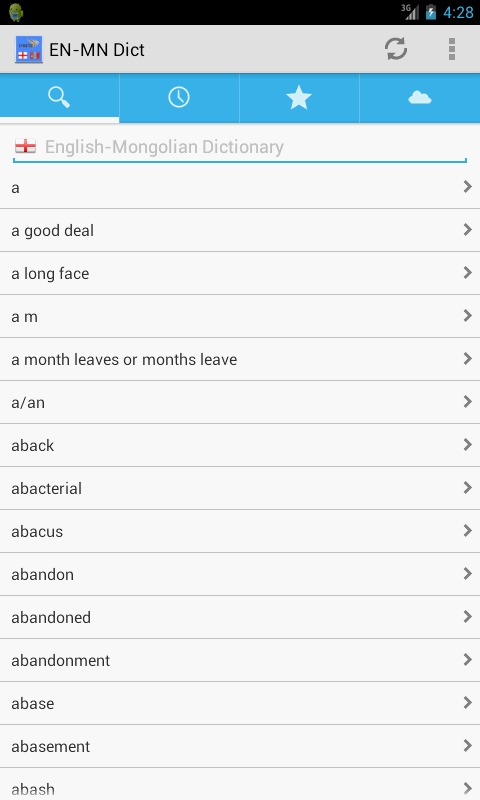 3G
4:28
EN-MN Dict
English-Mongolian Dictionary
a
a good deal
a long face
a m
a month leaves or months leave
a/an
aback
abacterial
abacus
abandon
abandoned
abandonment
abase
abasement
abash